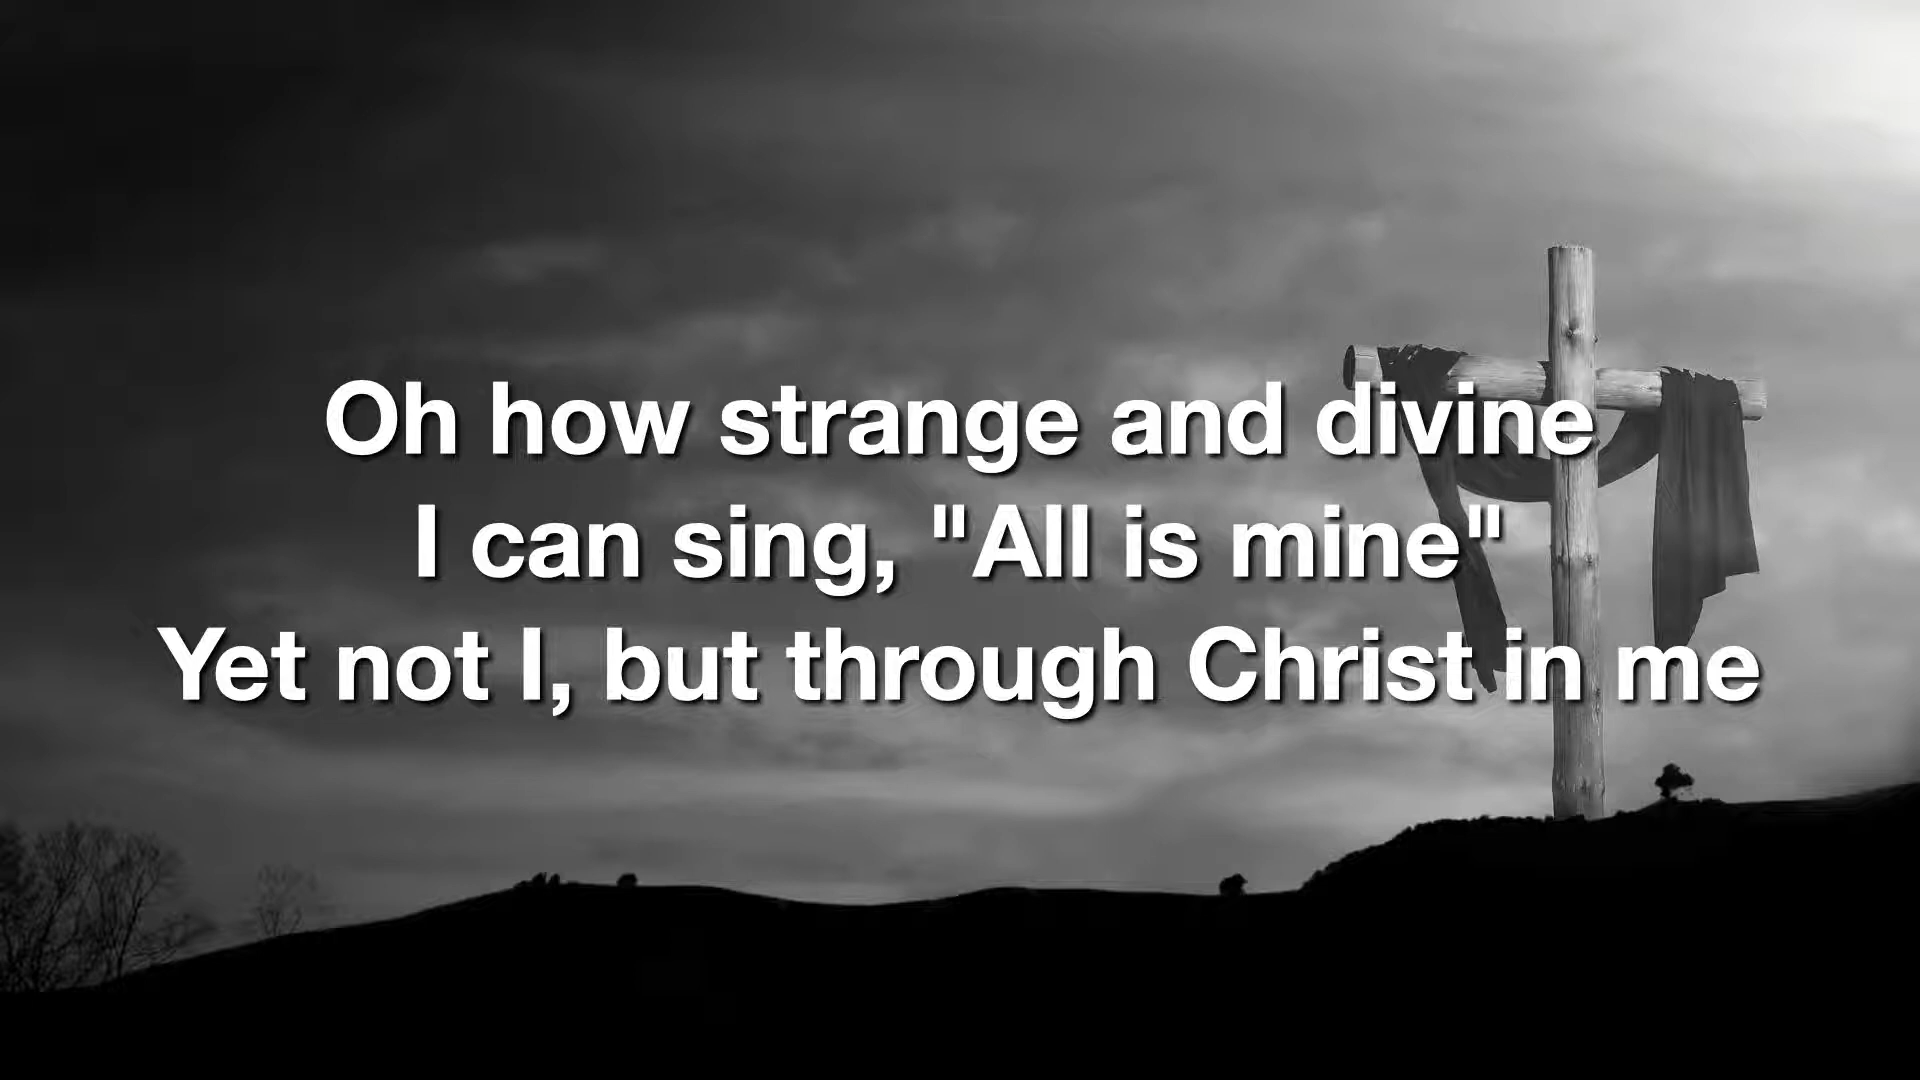 Oh how strange and divine
I can sing, "All is mine"
Yet not I, but through Christ in me